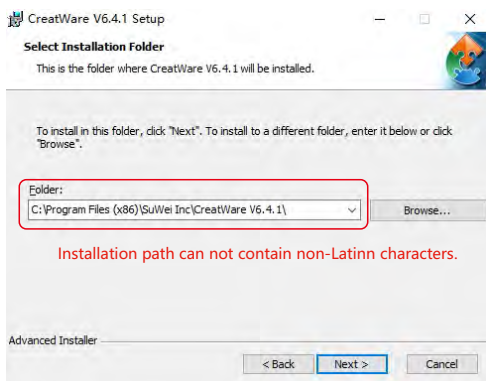 CreatWare V6.4.1 Setup
Select Installation Folder
This is the folder where CreatWare V6.4.1 will be installed.
To install in this folder, click "Next". To install to a different folder, enter it below or click
"Browse".
Folder:
C:\Program Files (x86)\SuWei Inc\CreatWare V6.4.1\
Browse...
Installation path can not contain non-Latinn characters.
Advanced Installer
< Back
Next >
Cancel